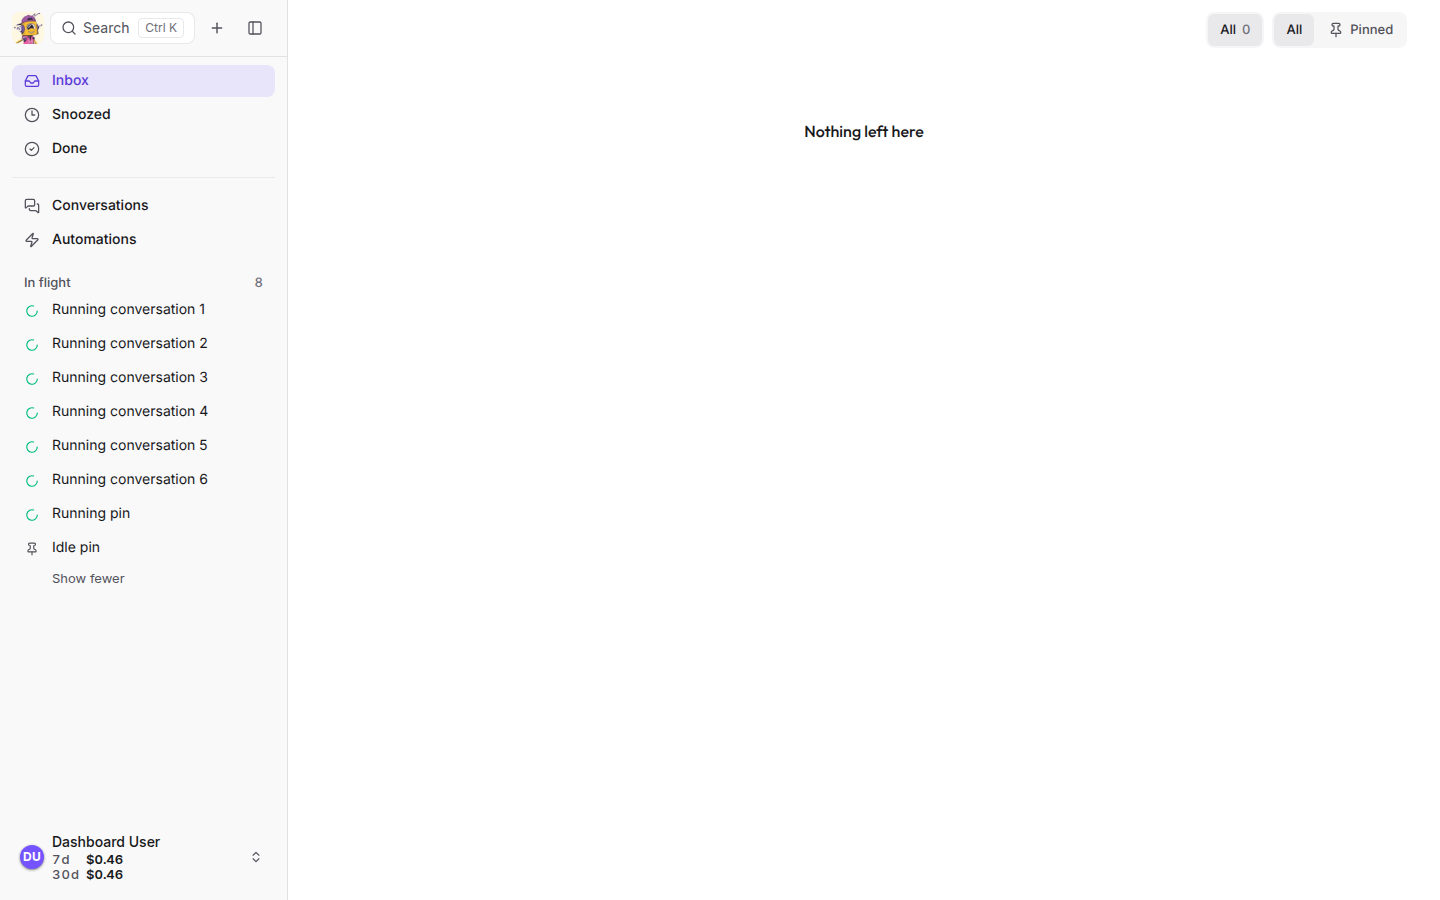 Search Ctrl K
All 0
All
Pinned
Inbox
Snoozed
Done
Nothing left here
Conversations
Automations
In flight 8
Running conversation 1
Running conversation 2
Running conversation 3
Running conversation 4
Running conversation 5
Running conversation 6
Running pin
Idle pin
Show fewer
DU
Dashboard User
7d $0.46
30d $0.46